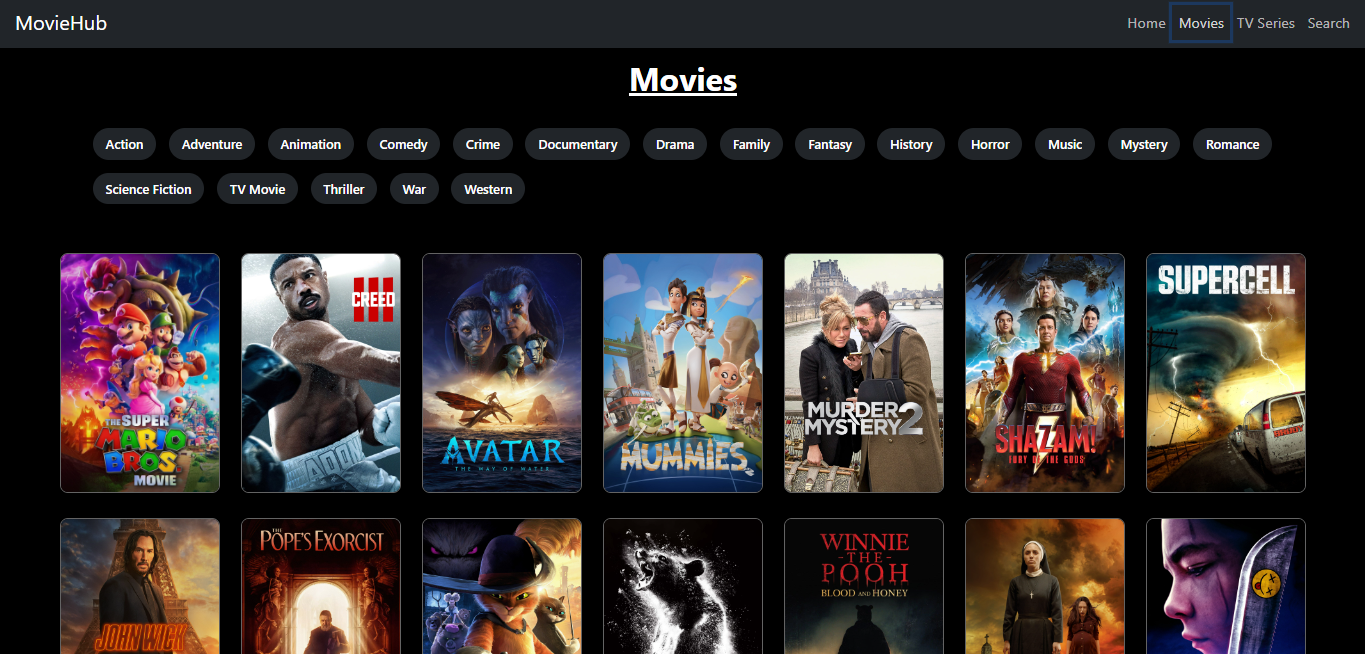 MovieHub
Home Movies TV Series Search
Movies
Action Adventure Animation Comedy Crime Documentary Drama Family Fantasy History Horror Music Mystery Romance
Science Fiction TV Movie Thriller War Western
THE SUPER
MARIO
BROS
MOVIE
CREED
III
ADO
AVATAR
THE WAY OF WATER
MUMMIES
MURDER
MYSTERY 2
SHAZAM!
FURY OF THE GODS
SUPERCELL
JOHN WICK
THE
POPE'S EXORCIST
WINNIE
-THE-
POOH
BLOOD AND HONEY